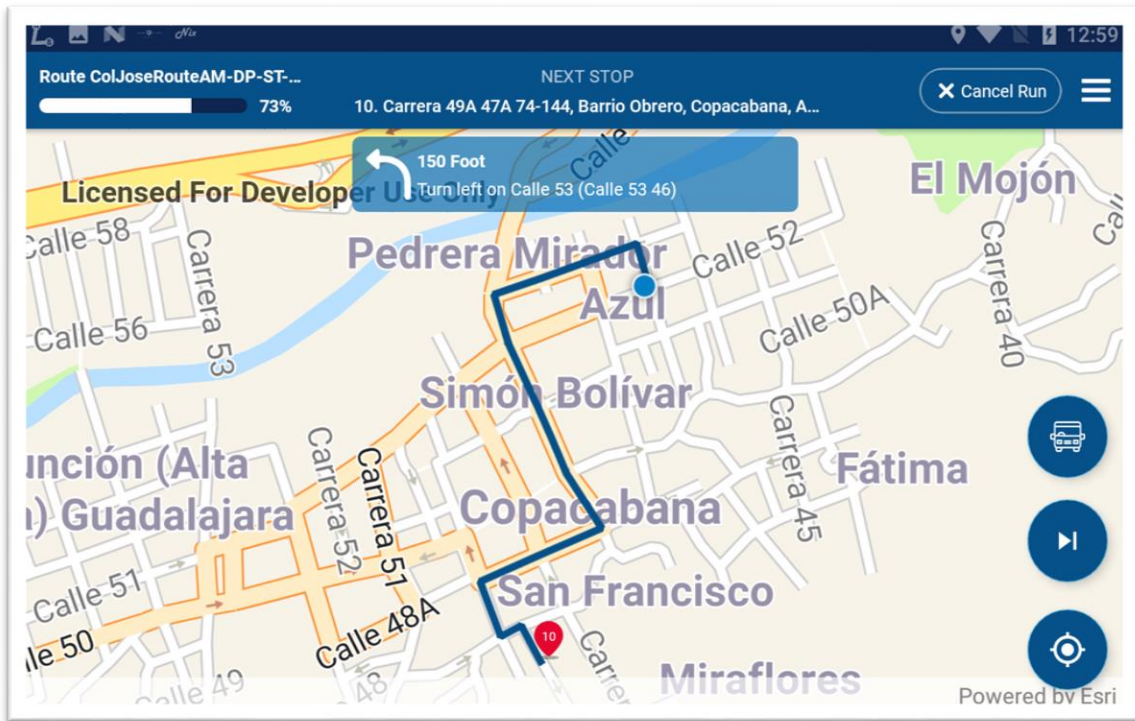 Nix
12:59
Route ColJoseRouteAM-DP-ST-...
73%
NEXT STOP
10. Carrera 49A 47A 74-144, Barrio Obrero, Copacabana, A...
Cancel Run
150 Foot
Turn left on Calle 53 (Calle 53 46)
Licensed For Developer Use Only
Calle
El Mojón
Calle 58
Carrera 53
Pedrera Mirador
Azul
Calle 52
Carrera 40
Calle 56
Calle 50A
Simón Bolívar
unción (Alta
) Guadalajara
Carrera 52
Carrera 51
Copacabana
Carrera 45
Fátima
Calle 51
San Francisco
lle 50
Calle 48A
10
Calle 49
48
Carr
Miraflores
Powered by Esri